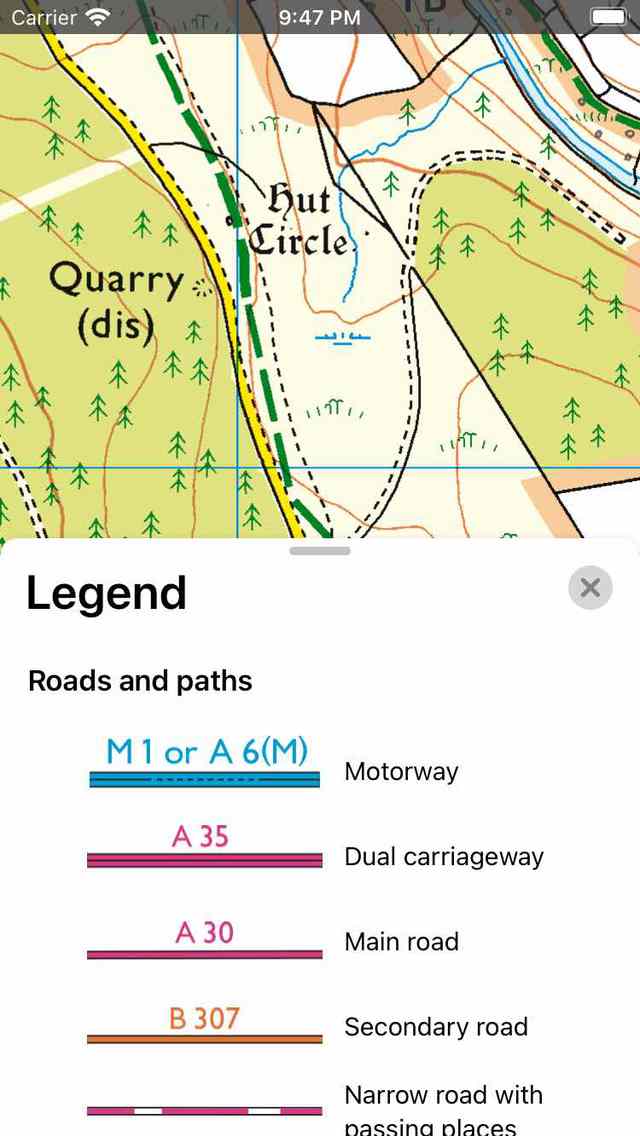 Carrier
9:47 PM
Hut
Circle
Quarry
(dis)
Legend
Roads and paths
M 1 or A 6(M)
Motorway
A 35
Dual carriageway
A 30
Main road
B 307
Secondary road
Narrow road with
passing places